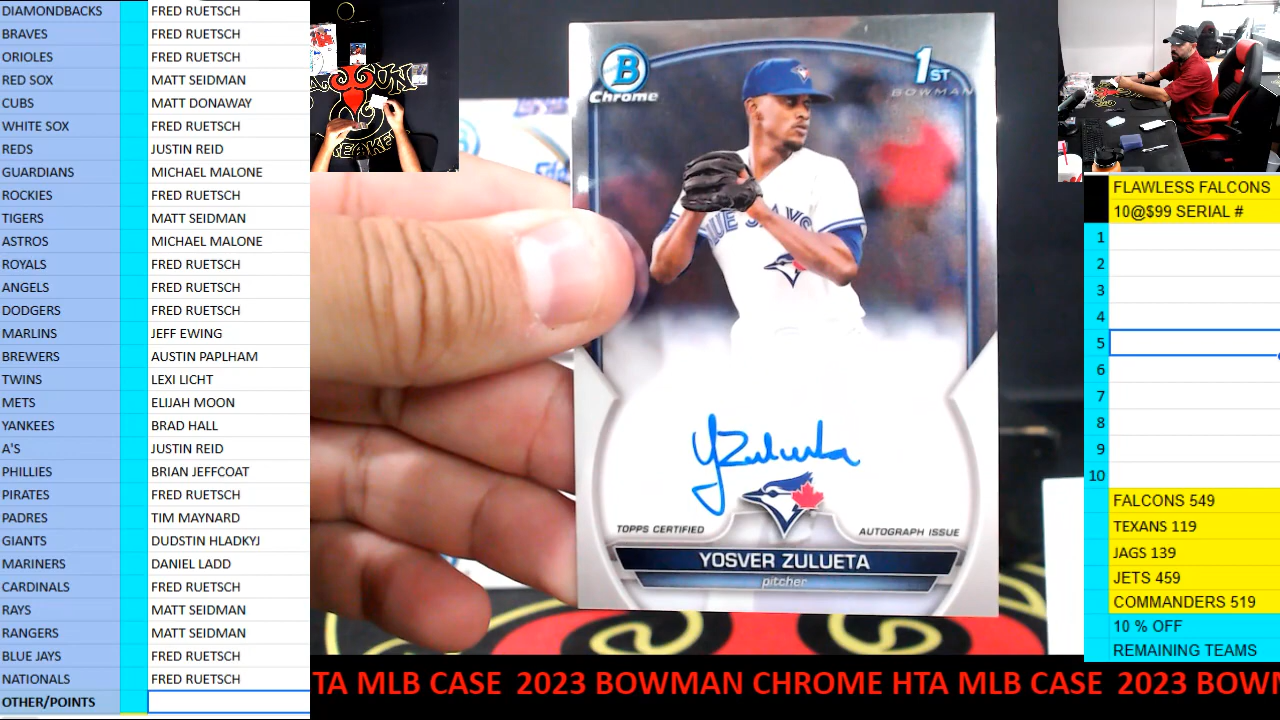 DIAMONDBACKS FRED RUETSCH
BRAVES FRED RUETSCH
ORIOLES FRED RUETSCH
RED SOX MATT SEIDMAN
CUBS MATT DONAWAY
WHITE SOX FRED RUETSCH
REDS JUSTIN REID
GUARDIANS MICHAEL MALONE
ROCKIES FRED RUETSCH
TIGERS MATT SEIDMAN
ASTROS MICHAEL MALONE
ROYALS FRED RUETSCH
ANGELS FRED RUETSCH
DODGERS FRED RUETSCH
MARLINS JEFF EWING
BREWERS AUSTIN PAPLHAM
TWINS LEXI LICHT
METS ELIJAH MOON
YANKEES BRAD HALL
A'S JUSTIN REID
PHILLIES BRIAN JEFFCOAT
PIRATES FRED RUETSCH
PADRES TIM MAYNARD
GIANTS DUDSTIN HLADKYJ
MARINERS DANIEL LADD
CARDINALS FRED RUETSCH
RAYS MATT SEIDMAN
RANGERS MATT SEIDMAN
BLUE JAYS FRED RUETSCH
NATIONALS FRED RUETSCH
OTHER/POINTS
B
Chrome
1ST
BOWMAN
BLUE JAYS
YZulueta
TOPPS CERTIFIED
AUTOGRAPH ISSUE
YOSVER ZULUETA
pitcher
FLAWLESS FALCONS
10@$99 SERIAL #
1
2
3
4
5
6
7
8
9
10
FALCONS 549
TEXANS 119
JAGS 139
JETS 459
COMMANDERS 519
10 % OFF
REMAINING TEAMS
TA MLB CASE 2023 BOWMAN CHROME HTA MLB CASE 2023 BOWN